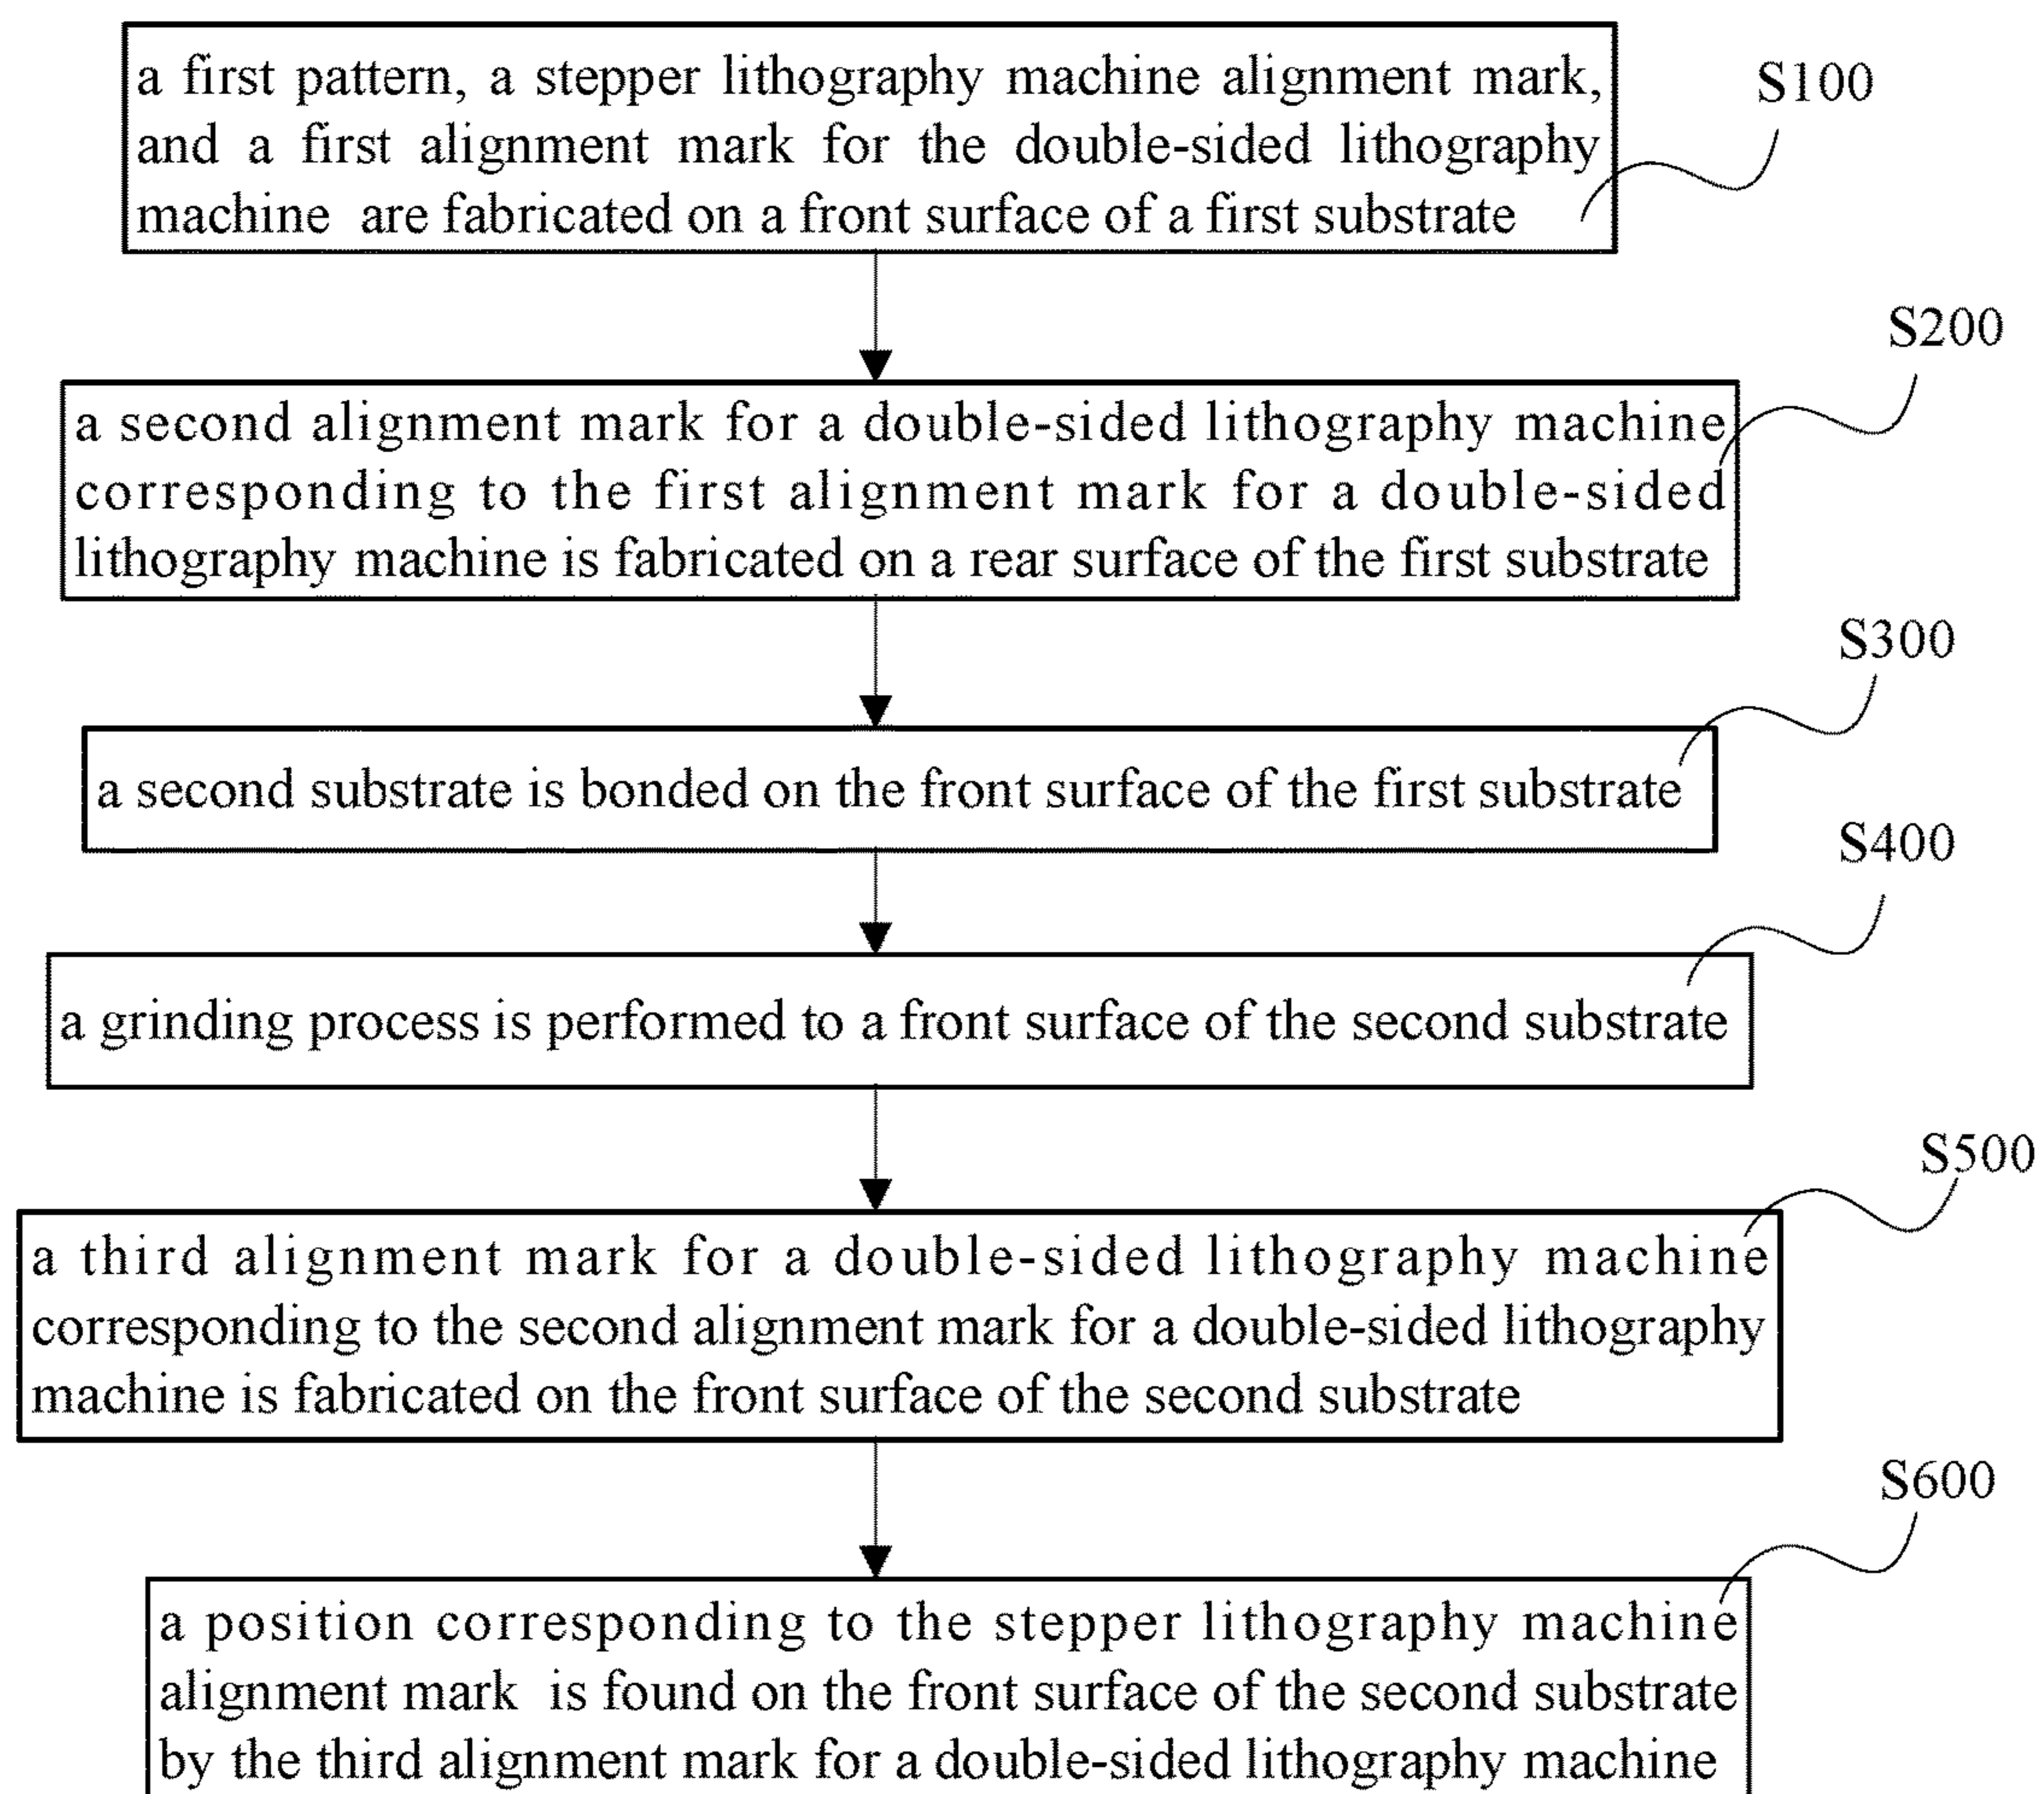 a first pattern, a stepper lithography machine alignment mark,
and a first alignment mark for the double-sided lithography
machine are fabricated on a front surface of a first substrate
S100
S200
a second alignment mark for a double-sided lithography machine
corresponding to the first alignment mark for a double-sided
lithography machine is fabricated on a rear surface of the first substrate
S300
a second substrate is bonded on the front surface of the first substrate
S400
a grinding process is performed to a front surface of the second substrate
S500
a third alignment mark for a double-sided lithography machine
corresponding to the second alignment mark for a double-sided lithography
machine is fabricated on the front surface of the second substrate
S600
a position corresponding to the stepper lithography machine
alignment mark is found on the front surface of the second substrate
by the third alignment mark for a double-sided lithography machine